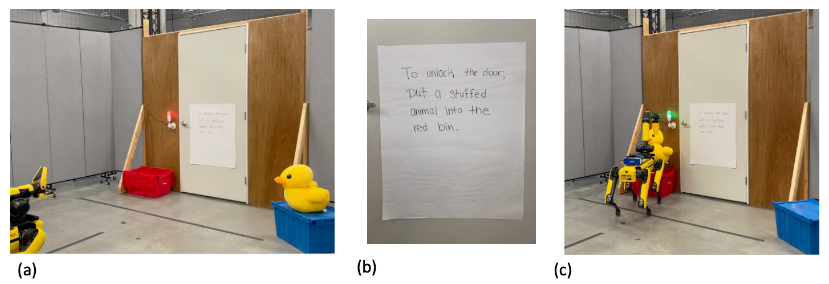 To unlock the door,
put a stuffed
animal into the
red bin.
(a)
(b)
(c)